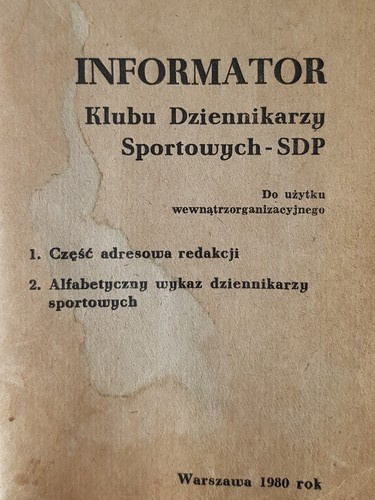 INFORMATOR
Klubu Dziennikarzy
Sportowych - SDP
Do użytku
wewnątrzorganizacyjnego
1. Część adresowa redakcji
2. Alfabetyczny wykaz dziennikarzy
sportowych
Warszawa 1980 rok